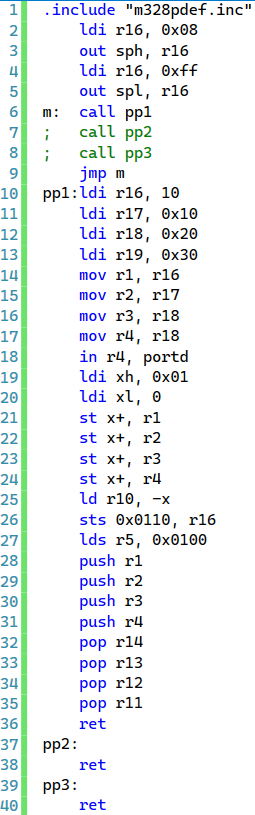 1 .include "m328pdef.inc"
2 ldi r16, 0x08
3 out sph, r16
4 ldi r16, 0xff
5 out spl, r16
6 m: call pp1
7 ; call pp2
8 ; call pp3
9 jmp m
10 pp1:ldi r16, 10
11 ldi r17, 0x10
12 ldi r18, 0x20
13 ldi r19, 0x30
14 mov r1, r16
15 mov r2, r17
16 mov r3, r18
17 mov r4, r18
18 in r4, portd
19 ldi xh, 0x01
20 ldi xl, 0
21 st x+, r1
22 st x+, r2
23 st x+, r3
24 st x+, r4
25 ld r10, -x
26 sts 0x0110, r16
27 lds r5, 0x0100
28 push r1
29 push r2
30 push r3
31 push r4
32 pop r14
33 pop r13
34 pop r12
35 pop r11
36 ret
37 pp2:
38 ret
39 pp3:
40 ret